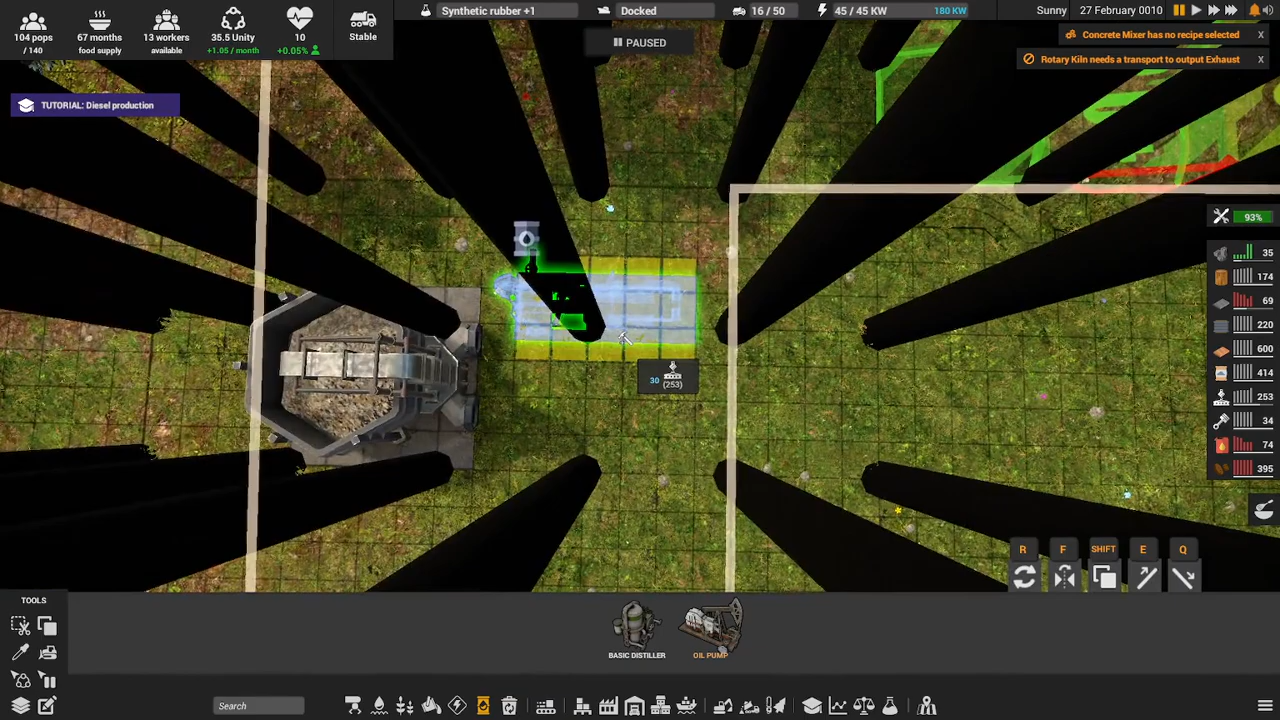 104 pops
/ 140
67 months
food supply
13 workers
available
35.5 Unity
+1.05 / month
10
+0.05%
Stable
Synthetic rubber +1
Docked
16 / 50
45 / 45 KW
180 KW
Sunny
27 February 0010
PAUSED
Concrete Mixer has no recipe selected
X
Rotary Kiln needs a transport to output Exhaust
X
TUTORIAL: Diesel production
93%
35
174
69
220
600
414
253
34
74
395
30
(253)
R
F
SHIFT
E
Q
TOOLS
BASIC DISTILLER
OIL PUMP
Search